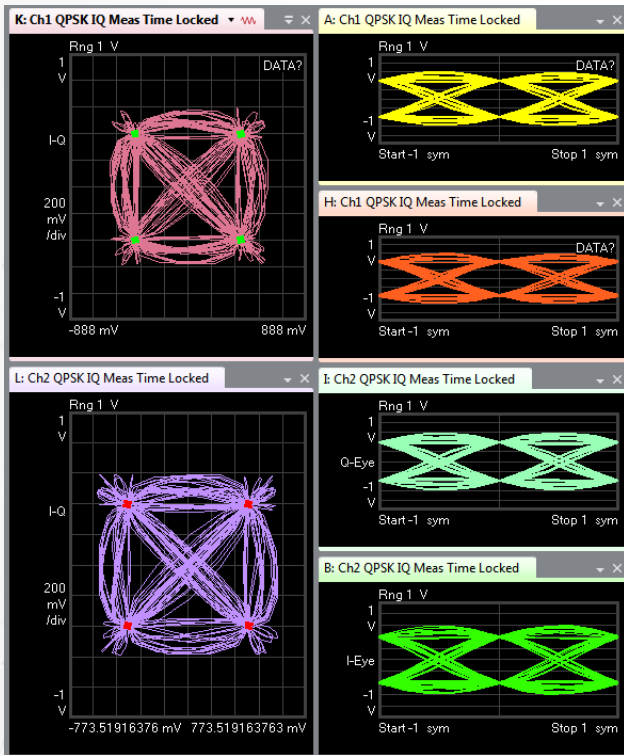 K: Ch1 QPSK IQ Meas Time Locked
Rng 1 V
DATA?
1
V
I-Q
200
mV
/div
-1
V
-888 mV 888 mV
A: Ch1 QPSK IQ Meas Time Locked
Rng 1 V
1
V
DATA?
-1
V
Start -1 sym Stop 1 sym
H: Ch1 QPSK IQ Meas Time Locked
Rng 1 V
1
V
DATA?
-1
V
Start -1 sym Stop 1 sym
L: Ch2 QPSK IQ Meas Time Locked
Rng 1 V
1
V
I-Q
200
mV
/div
-1
V
-773.519916376 mV 773.519163763 mV
I: Ch2 QPSK IQ Meas Time Locked
Rng 1 V
1
V
Q-Eye
-1
V
Start -1 sym Stop 1 sym
B: Ch2 QPSK IQ Meas Time Locked
Rng 1 V
1
V
I-Eye
-1
V
Start -1 sym Stop 1 sym